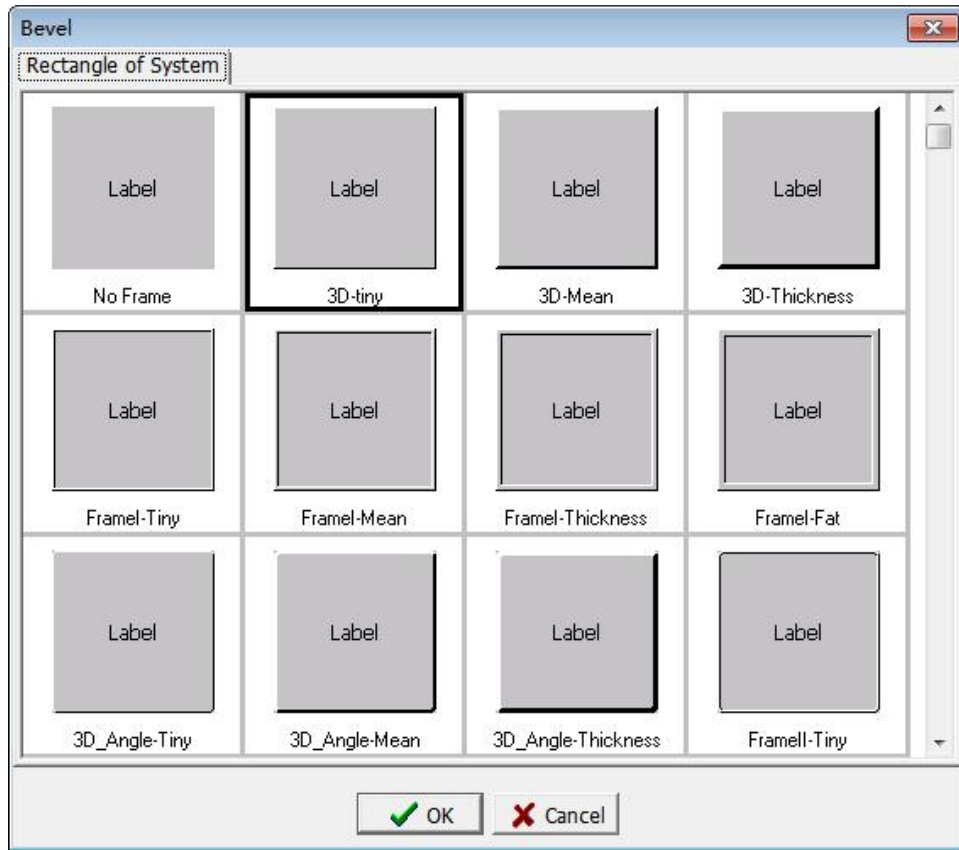 Bevel
Rectangle of System
Label Label Label Label
No Frame 3D-tiny 3D-Mean 3D-Thickness
Label Label Label Label
FrameI-Tiny FrameI-Mean FrameI-Thickness FrameI-Fat
Label Label Label Label
3D_Angle-Tiny 3D_Angle-Mean 3D_Angle-Thickness FrameII-Tiny
OK Cancel